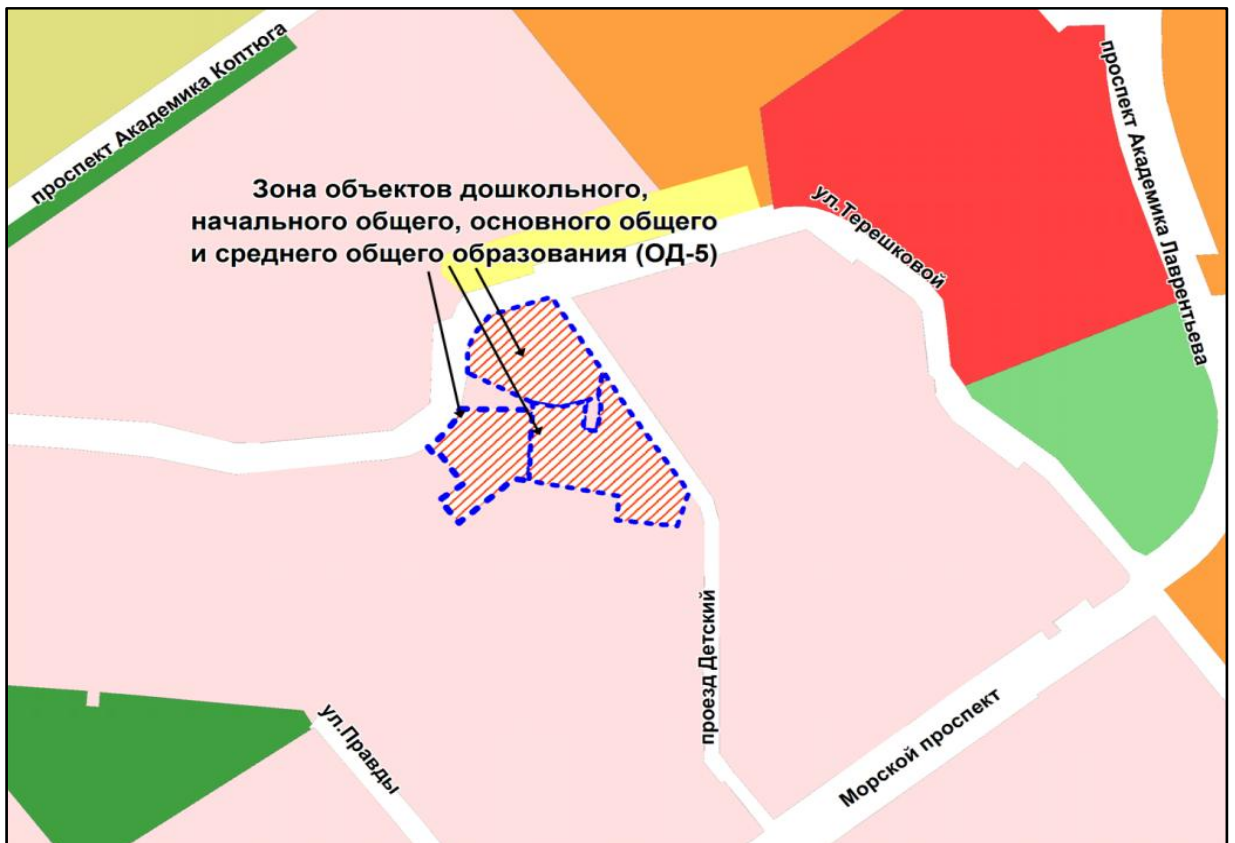 проспект Академика Коптюга
проспект Академика Лаврентьева
Зона объектов дошкольного,
начального общего, основного общего
и среднего общего образования (ОД-5)
ул.Терешковой
проезд Детский
ул.Правды
Морской проспект